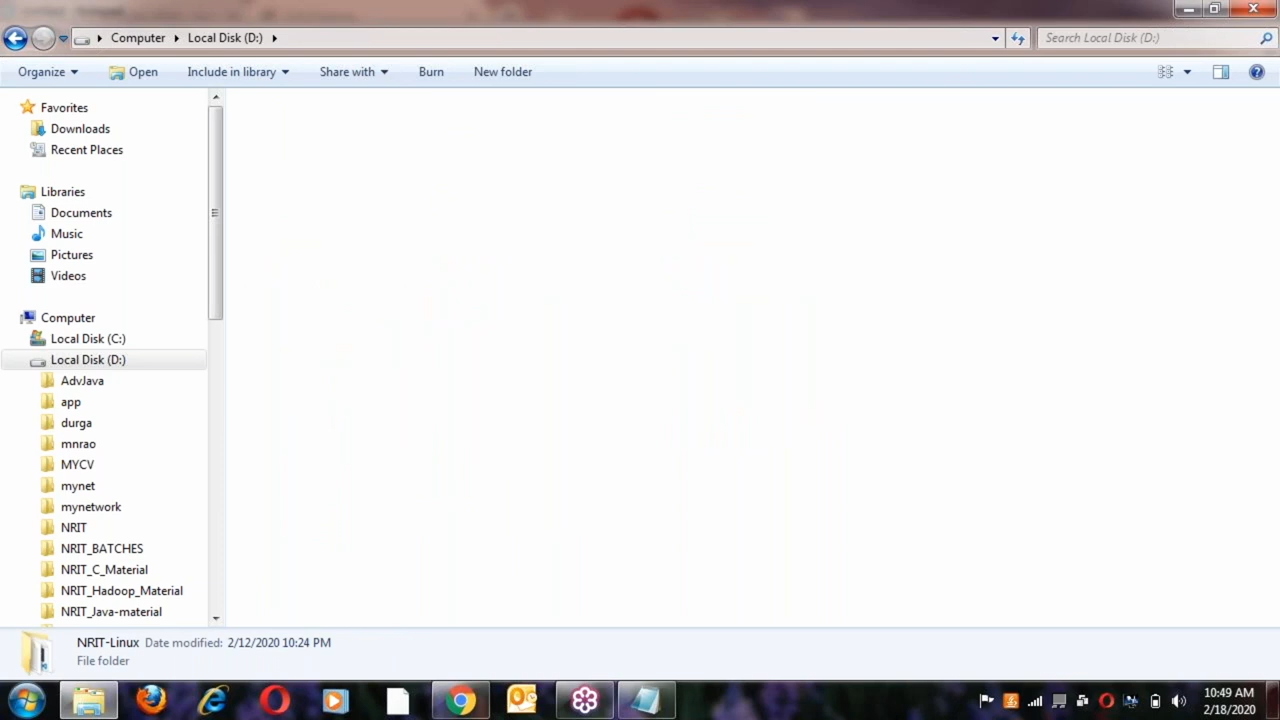 Computer
Local Disk (D:)
Search Local Disk (D:)
Organize
Open
Include in library
Share with
Burn
New folder
Favorites
Downloads
Recent Places
Libraries
Documents
Music
Pictures
Videos
Computer
Local Disk (C:)
Local Disk (D:)
AdvJava
app
durga
mnrao
MYCV
mynet
mynetwork
NRIT
NRIT_BATCHES
NRIT_C_Material
NRIT_Hadoop_Material
NRIT_Java-material
NRIT-Linux Date modified: 2/12/2020 10:24 PM
File folder
10:49 AM
2/18/2020